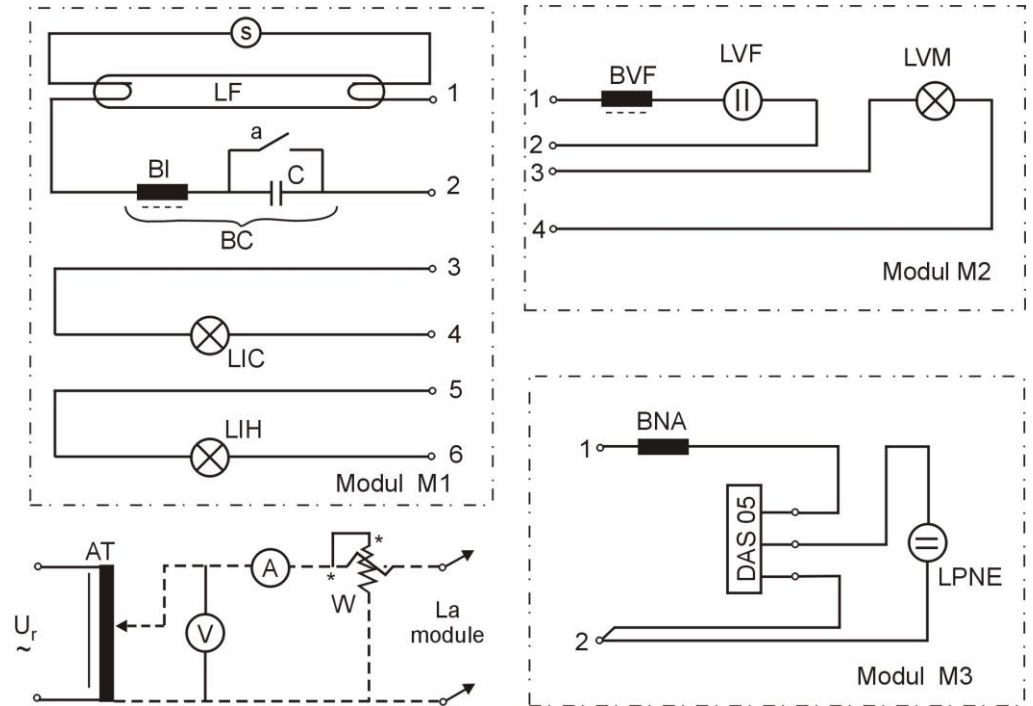 S
LF
1
a
BI
C
2
BC
3
4
LIC
5
LIH
6
Modul M1
LVF
LVM
BVF
1
2
3
4
Modul M2
BNA
1
DAS 05
LPNE
2
Modul M3
AT
A
*
*
W
Ur
~
V
La
module